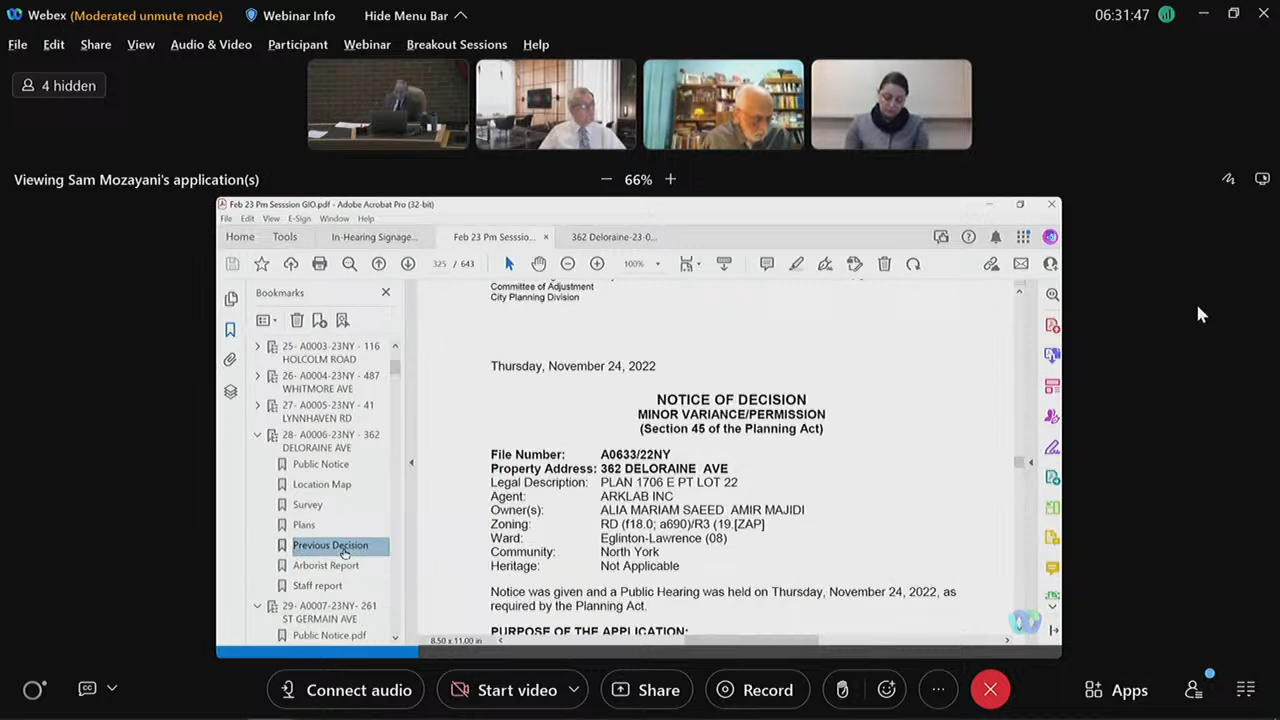 Webex (Moderated unmute mode) Webinar Info Hide Menu Bar 06:31:47
File Edit Share View Audio & Video Participant Webinar Breakout Sessions Help
4 hidden
Viewing Sam Mozayani's application(s) 66%
Feb 23 Pm Sesssion GIO.pdf - Adobe Acrobat Pro (32-bit)
File Edit View E-Sign Window Help
Home Tools In-Hearing Signage... Feb 23 Pm Sesssio... 362 Deloraine-23-0...
325 / 643 100%
Bookmarks
25- A0003-23NY - 116
HOLCOLM ROAD
26- A0004-23NY - 487
WHITMORE AVE
27- A0005-23NY - 41
LYNNHAVEN RD
28- A0006-23NY - 362
DELORAINE AVE
Public Notice
Location Map
Survey
Plans
Previous Decision
Arborist Report
Staff report
29- A0007-23NY- 261
ST GERMAIN AVE
Public Notice.pdf
Committee of Adjustment
City Planning Division
Thursday, November 24, 2022
NOTICE OF DECISION
MINOR VARIANCE/PERMISSION
(Section 45 of the Planning Act)
File Number: A0633/22NY
Property Address: 362 DELORAINE AVE
Legal Description: PLAN 1706 E PT LOT 22
Agent: ARKLAB INC
Owner(s): ALIA MARIAM SAEED AMIR MAJIDI
Zoning: RD (f18.0; a690)/R3 (19.[ZAP]
Ward: Eglinton-Lawrence (08)
Community: North York
Heritage: Not Applicable
Notice was given and a Public Hearing was held on Thursday, November 24, 2022, as
required by the Planning Act.
PURPOSE OF THE APPLICATION:
8.50 x 11.00 in
Connect audio Start video Share Record Apps